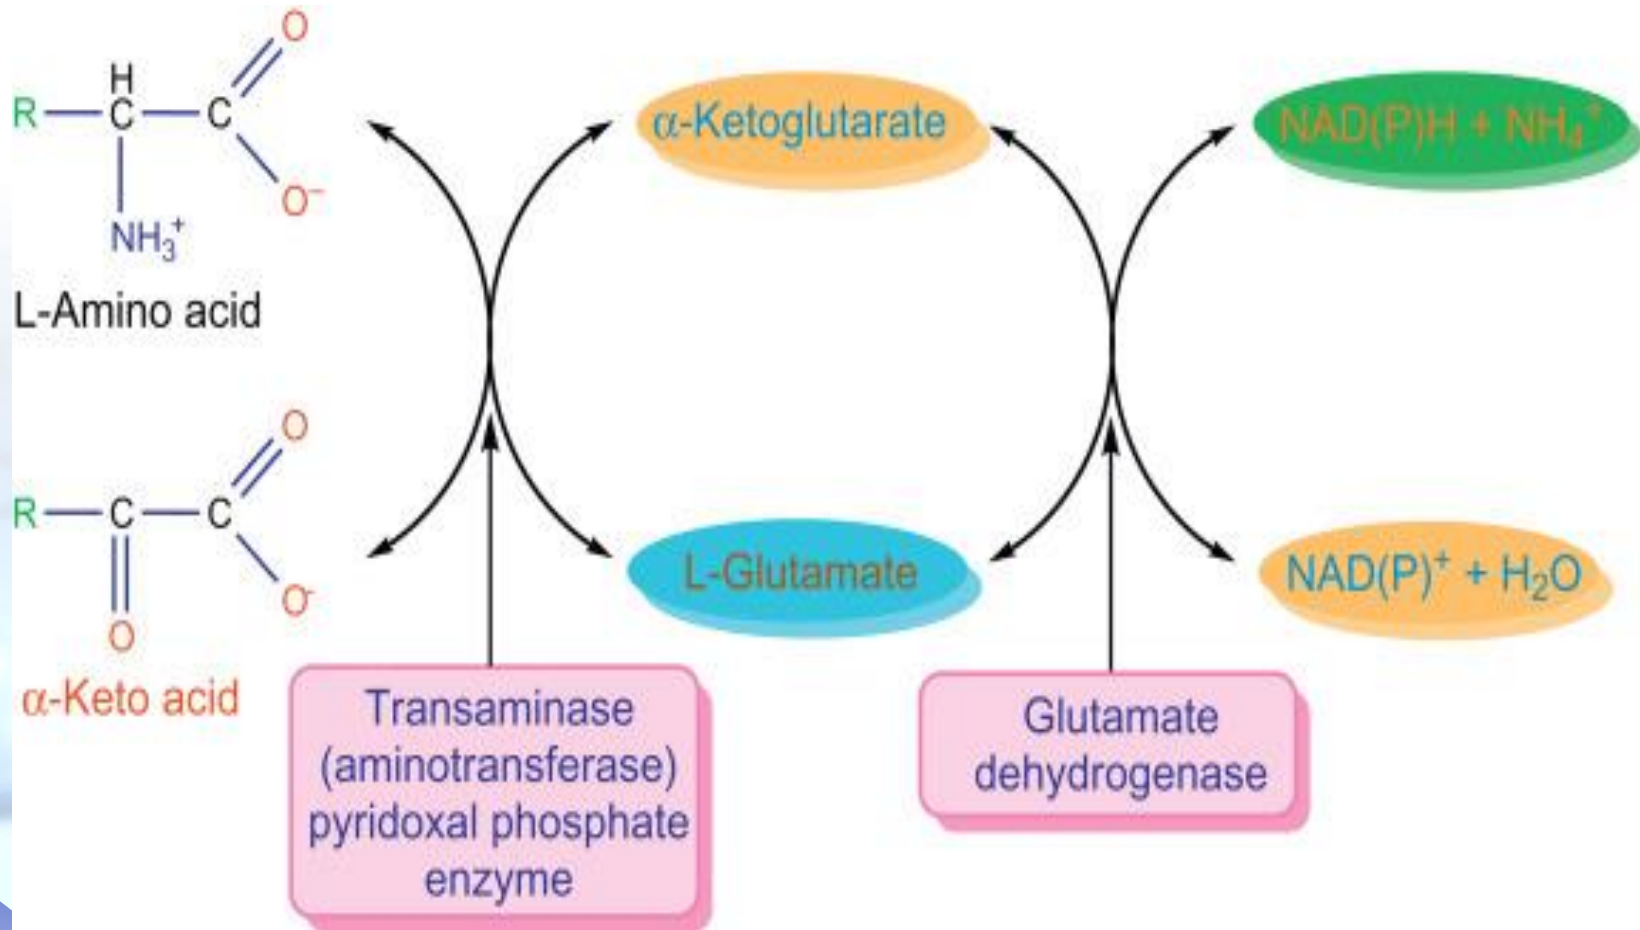 O
H
R C C
O⁻
NH₃⁺
L-Amino acid
O
R C C
O⁻
O
α-Keto acid
α-Ketoglutarate
L-Glutamate
NAD(P)H + NH₄⁺
NAD(P)⁺ + H₂O
Transaminase
(aminotransferase)
pyridoxal phosphate
enzyme
Glutamate
dehydrogenase